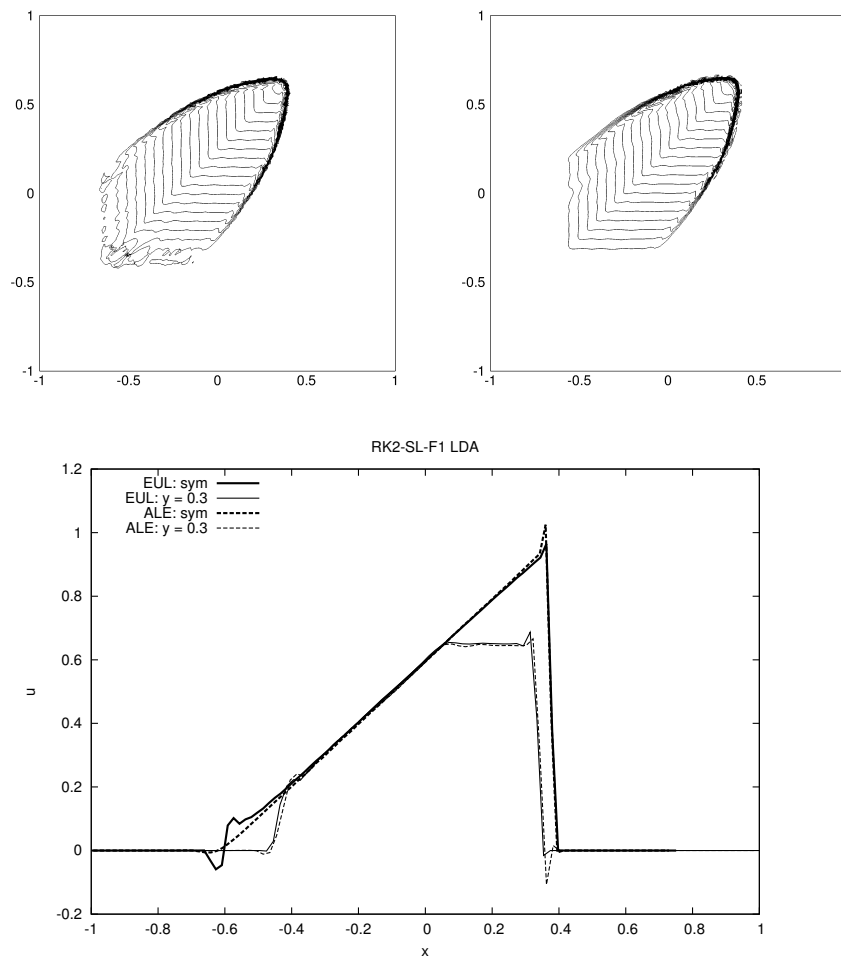 1
0.5
0
-0.5
-1
-1 -0.5 0 0.5 1
1
0.5
0
-0.5
-1
-1 -0.5 0 0.5
RK2-SL-F1 LDA
1.2
1
0.8
0.6
0.4
0.2
0
-0.2
u
EUL: sym
EUL: y = 0.3
ALE: sym
ALE: y = 0.3
-1 -0.8 -0.6 -0.4 -0.2 0 0.2 0.4 0.6 0.8 1
x